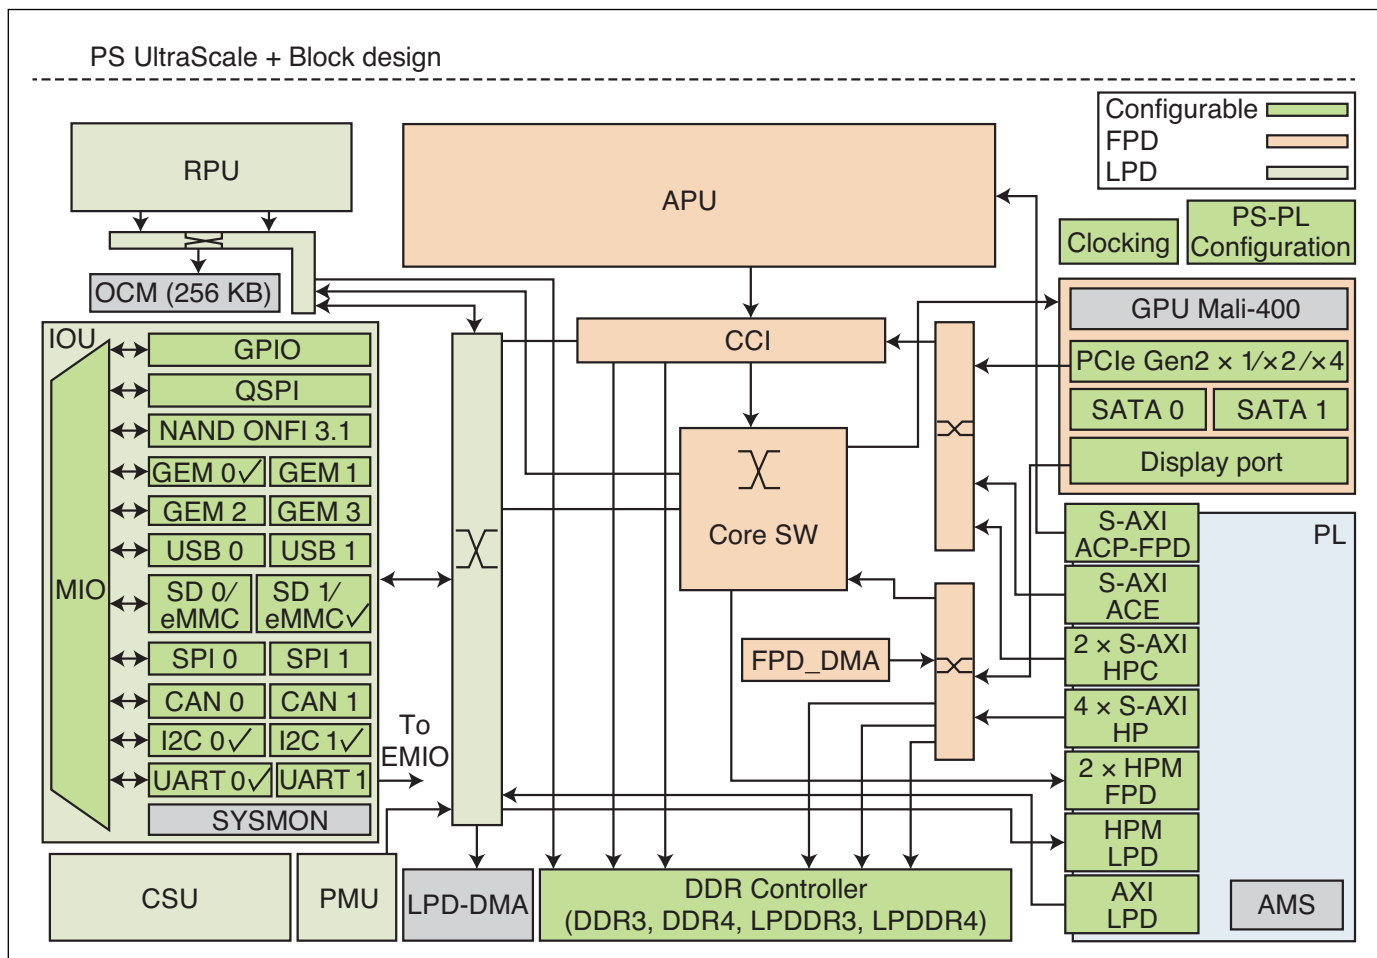 PS UltraScale + Block design
Configurable
FPD
LPD
RPU
APU
Clocking
PS-PL
Configuration
OCM (256 KB)
GPU Mali-400
IOU
GPIO
CCI
PCIe Gen2 × 1/×2/×4
QSPI
SATA 0
SATA 1
NAND ONFI 3.1
Display port
GEM 0✓
GEM 1
GEM 2
GEM 3
Core SW
S-AXI
ACP-FPD
PL
USB 0
USB 1
MIO
SD 0/
eMMC
SD 1/
eMMC✓
S-AXI
ACE
SPI 0
SPI 1
FPD_DMA
2 × S-AXI
HPC
CAN 0
CAN 1
4 × S-AXI
HP
To
EMIO
I2C 0✓
I2C 1✓
UART 0✓
UART 1
2 × HPM
FPD
SYSMON
HPM
LPD
CSU
PMU
LPD-DMA
DDR Controller
(DDR3, DDR4, LPDDR3, LPDDR4)
AXI
LPD
AMS